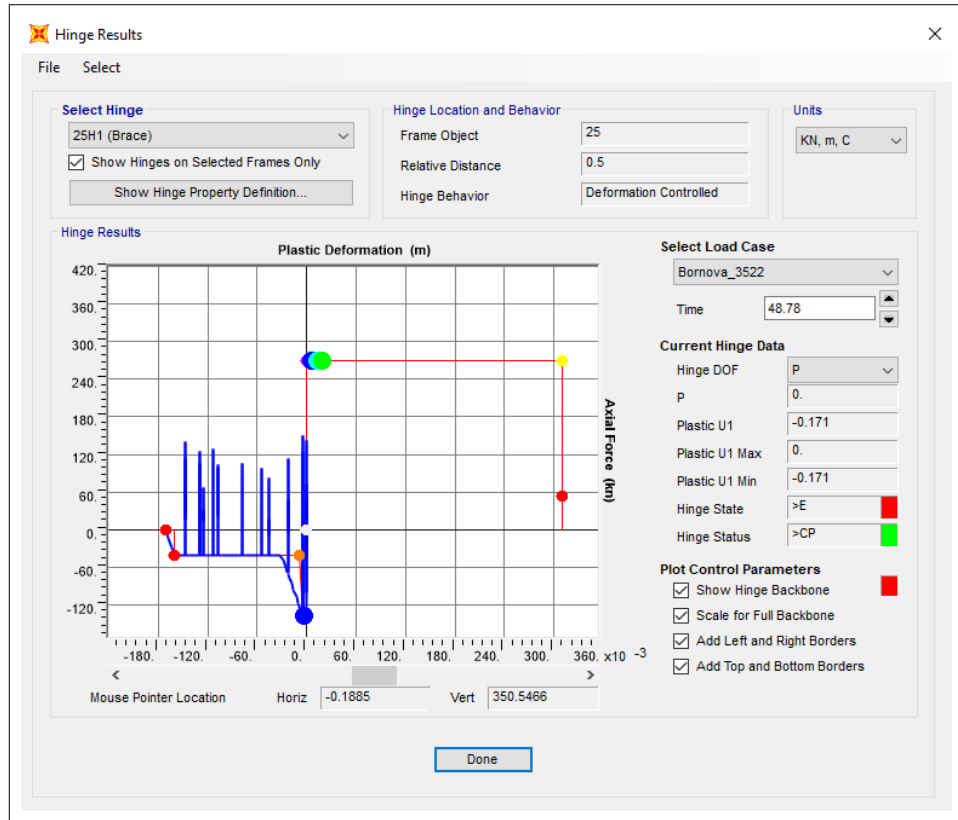 Hinge Results
File Select
Select Hinge
25H1 (Brace)
Show Hinges on Selected Frames Only
Show Hinge Property Definition...
Hinge Location and Behavior
Frame Object 25
Relative Distance 0.5
Hinge Behavior Deformation Controlled
Units
KN, m, C
Hinge Results
Plastic Deformation (m)
420.
360.
300.
240.
180.
120.
60.
0.
-60.
-120.
Axial Force (kn)
-180. -120. -60. 0. 60. 120. 180. 240. 300. 360. x10 -3
Mouse Pointer Location Horiz -0.1885 Vert 350.5466
Select Load Case
Bornova_3522
Time 48.78
Current Hinge Data
Hinge DOF P
P 0.
Plastic U1 -0.171
Plastic U1 Max 0.
Plastic U1 Min -0.171
Hinge State >E
Hinge Status >CP
Plot Control Parameters
Show Hinge Backbone
Scale for Full Backbone
Add Left and Right Borders
Add Top and Bottom Borders
Done